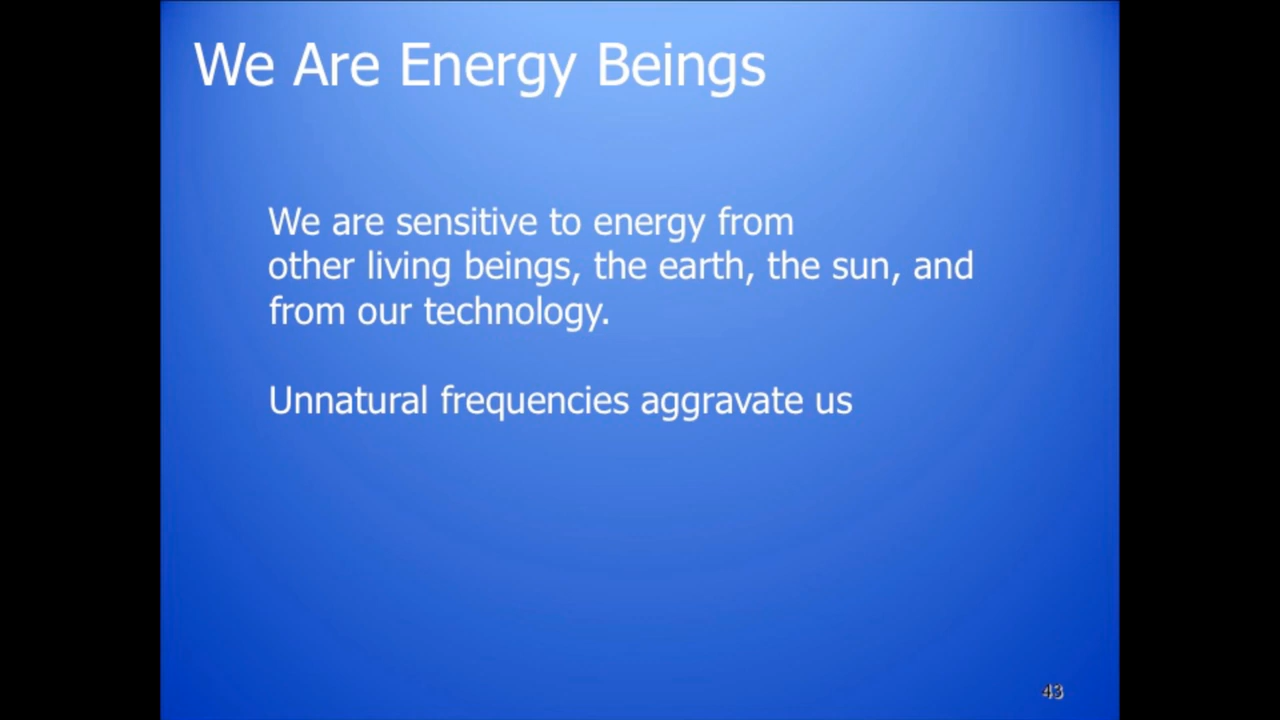 We Are Energy Beings
We are sensitive to energy from
other living beings, the earth, the sun, and
from our technology.
Unnatural frequencies aggravate us
43